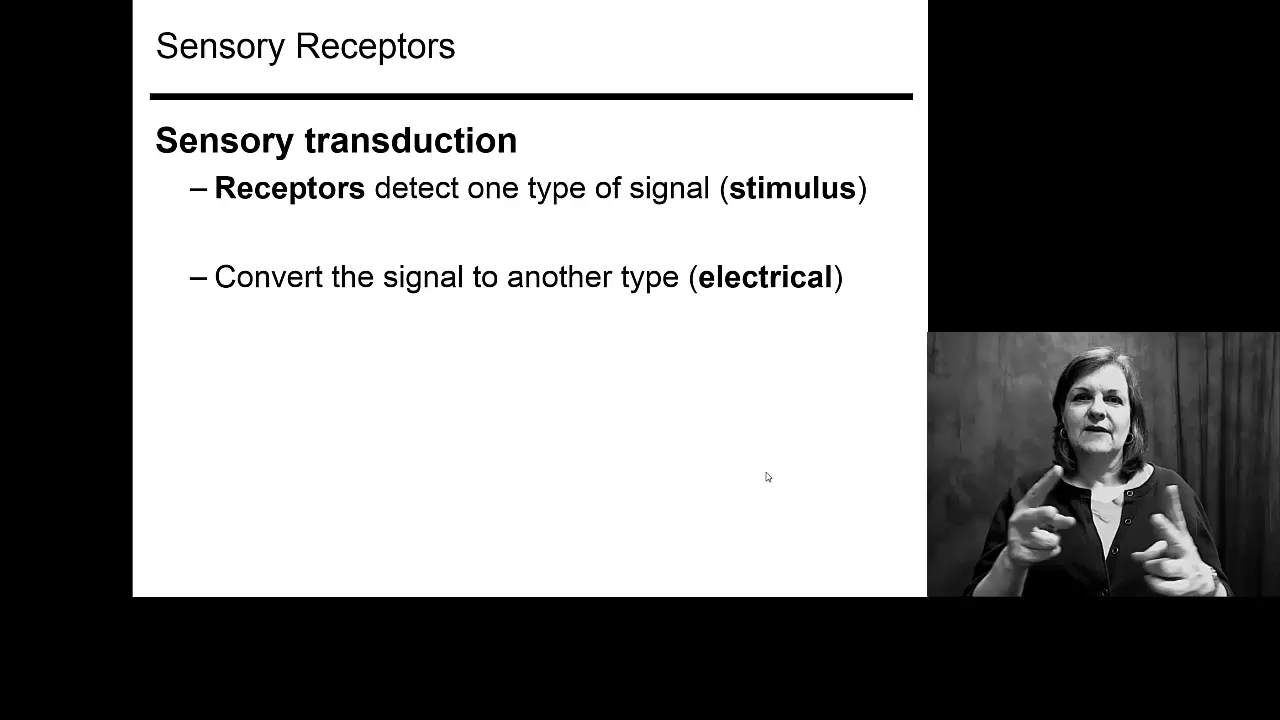 Sensory Receptors
Sensory transduction
– Receptors detect one type of signal (stimulus)
– Convert the signal to another type (electrical)